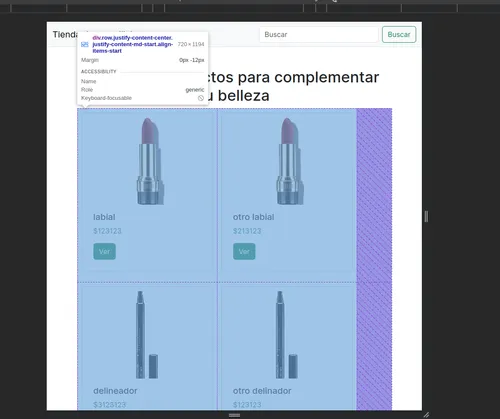 Tienda
Buscar
Buscar
div.row.justify-content-center.
justify-content-md-start.align-
items-start
720 × 1194
Margin
0px -12px
ACCESSIBILITY
Name
Role
generic
Keyboard-focusable
ctos para complementar
u belleza
labial
$123123
Ver
otro labial
$213123
Ver
delineador
$3123123
otro delinador
$123123